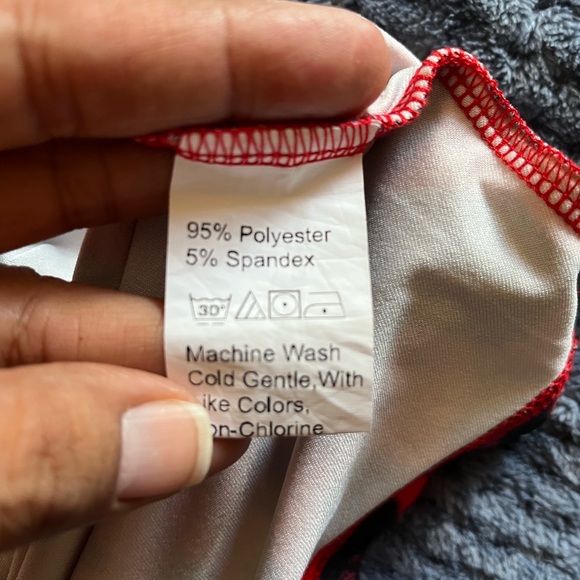 95% Polyester
5% Spandex
30°
Machine Wash
Cold Gentle,With
ike Colors,
on-Chlorine